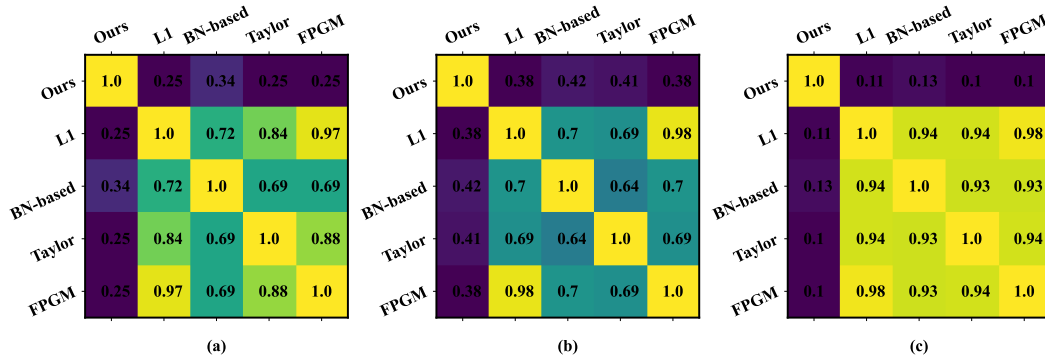 Ours L1 BN-based Taylor FPGM
Ours 1.0 0.25 0.34 0.25 0.25
L1 0.25 1.0 0.72 0.84 0.97
BN-based 0.34 0.72 1.0 0.69 0.69
Taylor 0.25 0.84 0.69 1.0 0.88
FPGM 0.25 0.97 0.69 0.88 1.0
(a)
Ours L1 BN-based Taylor FPGM
Ours 1.0 0.38 0.42 0.41 0.38
L1 0.38 1.0 0.7 0.69 0.98
BN-based 0.42 0.7 1.0 0.64 0.7
Taylor 0.41 0.69 0.64 1.0 0.69
FPGM 0.38 0.98 0.7 0.69 1.0
(b)
Ours L1 BN-based Taylor FPGM
Ours 1.0 0.11 0.13 0.1 0.1
L1 0.11 1.0 0.94 0.94 0.98
BN-based 0.13 0.94 1.0 0.93 0.93
Taylor 0.1 0.94 0.93 1.0 0.94
FPGM 0.1 0.98 0.93 0.94 1.0
(c)